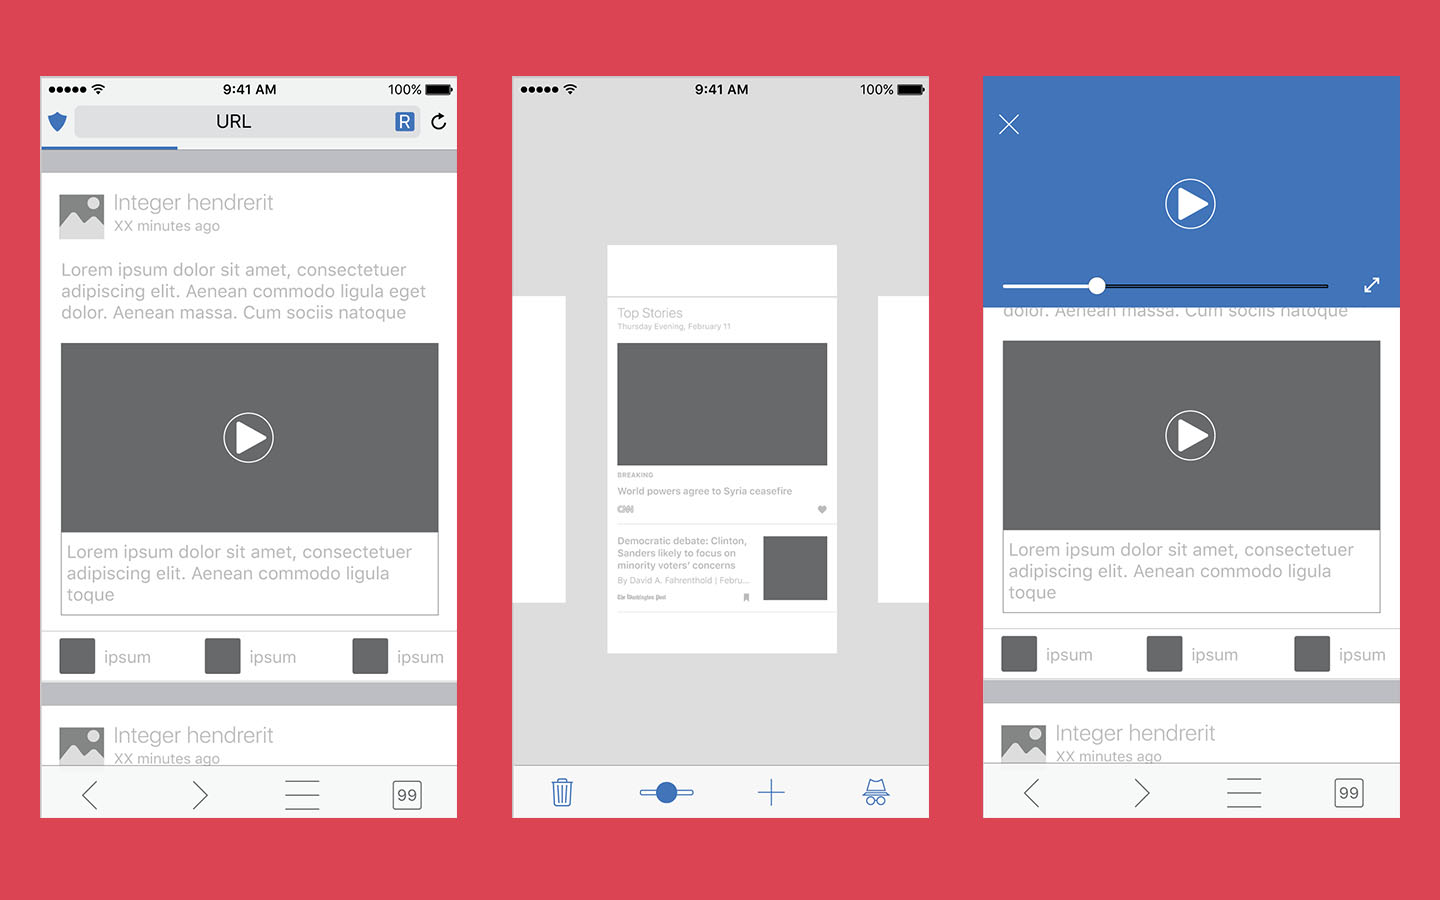 9:41 AM
100%
URL
R
Integer hendrerit
XX minutes ago
Lorem ipsum dolor sit amet, consectetuer
adipiscing elit. Aenean commodo ligula eget
dolor. Aenean massa. Cum sociis natoque
Lorem ipsum dolor sit amet, consectetuer
adipiscing elit. Aenean commodo ligula
toque
ipsum
ipsum
ipsum
Integer hendrerit
XX minutes ago
99
9:41 AM
100%
Top Stories
Thursday Evening, February 11
BREAKING
World powers agree to Syria ceasefire
CNN
Democratic debate: Clinton,
Sanders likely to focus on
minority voters' concerns
By David A. Fahrenthold | Febru...
The Washington Post
dolor. Aenean massa. Cum sociis natoque
Lorem ipsum dolor sit amet, consectetuer
adipiscing elit. Aenean commodo ligula
toque
ipsum
ipsum
ipsum
Integer hendrerit
XX minutes ago
99